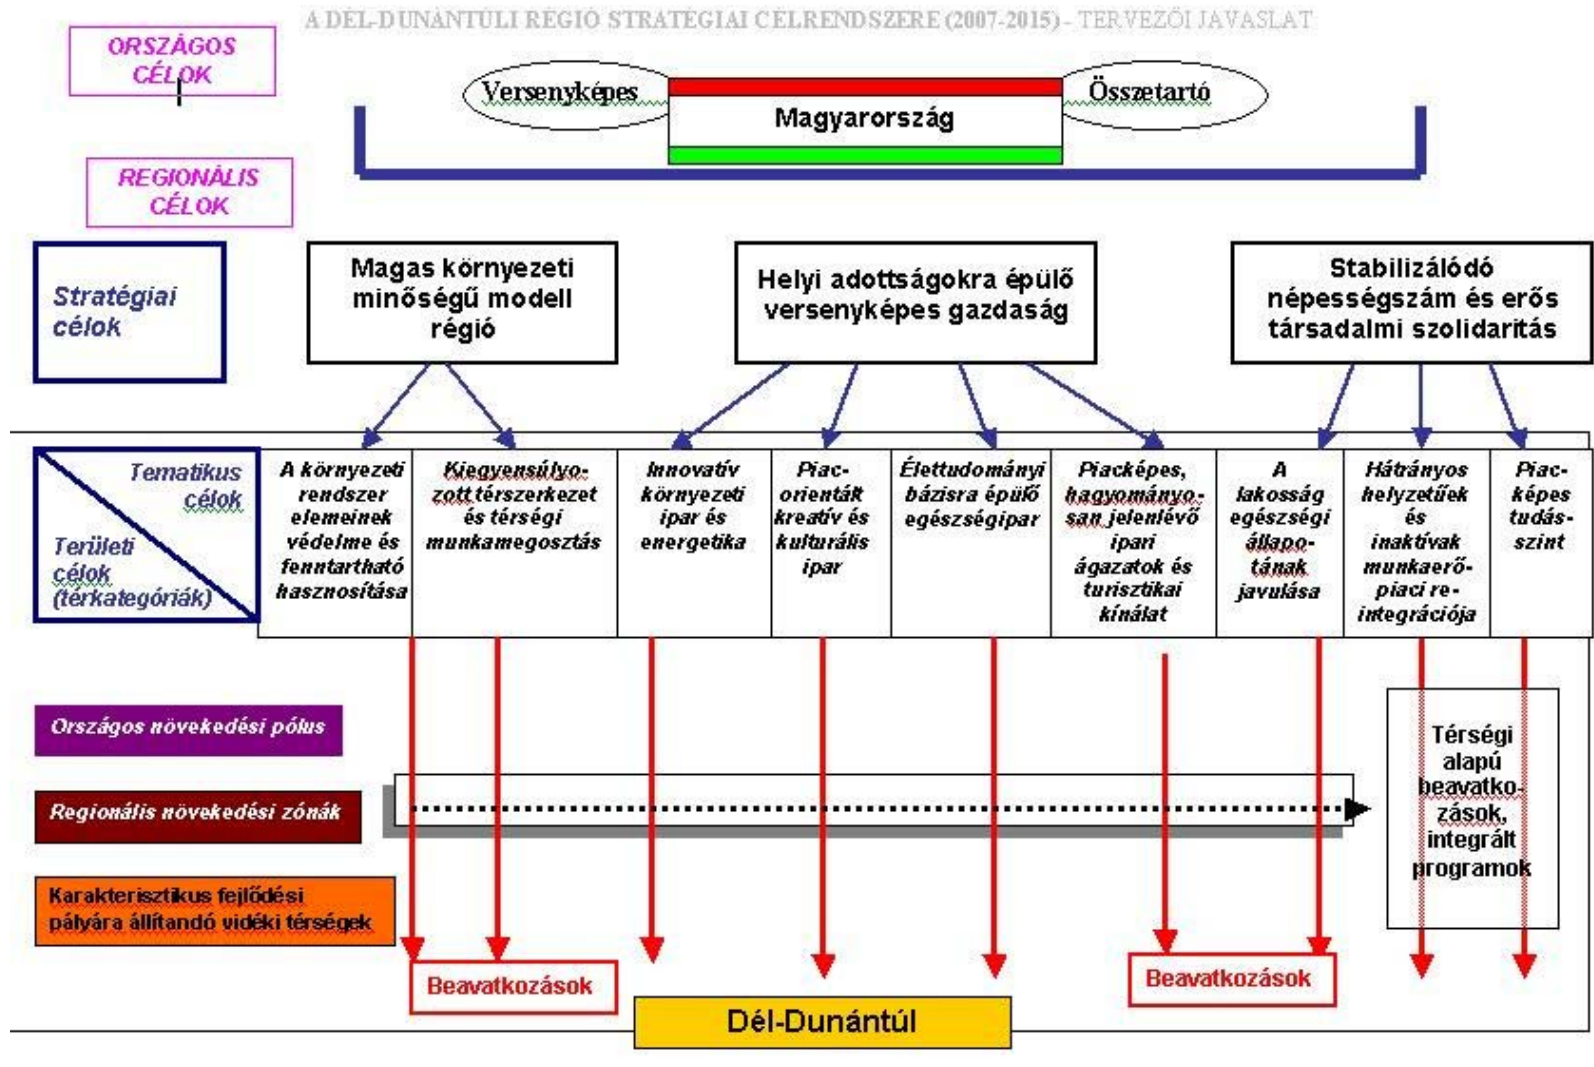 A DÉL-DUNÁNTÚLI RÉGIÓ STRATÉGIAI CÉLRENDSZERE (2007-2015) - TERVEZŐI JAVASLAT
ORSZÁGOS
CÉLOK
Versenyképes
Magyarország
Összetartó
REGIONÁLIS
CÉLOK
Stratégiai
célok
Magas környezeti
minőségű modell
régió
Helyi adottságokra épülő
versenyképes gazdaság
Stabilizálódó
népességszám és erős
társadalmi szolidaritás
Tematikus
célok
Területi
célok
(térkategóriák)
A környezeti
rendszer
elemeinek
védelme és
fenntartható
hasznosítása
Kiegyensúlyo-
zott térszerkezet
és térségi
munkamegosztás
Innovatív
környezeti
ipar és
energetika
Piac-
orientált
kreatív és
kulturális
ipar
Élettudományi
bázisra épülő
egészségipar
Piacképes,
hagyományo-
san jelenlévő
ipari
ágazatok és
turisztikai
kínálat
A
lakosság
egészségi
állapo-
tának
javulása
Hátrányos
helyzetűek
és
inaktívak
munkaerő-
piaci re-
integrációja
Piac-
képes
tudás-
szint
Országos növekedési pólus
Regionális növekedési zónák
Karakterisztikus fejlődési
pályára állítandó vidéki térségek
Térségi
alapú
beavatko-
zások,
integrált
programok
Beavatkozások
Beavatkozások
Dél-Dunántúl